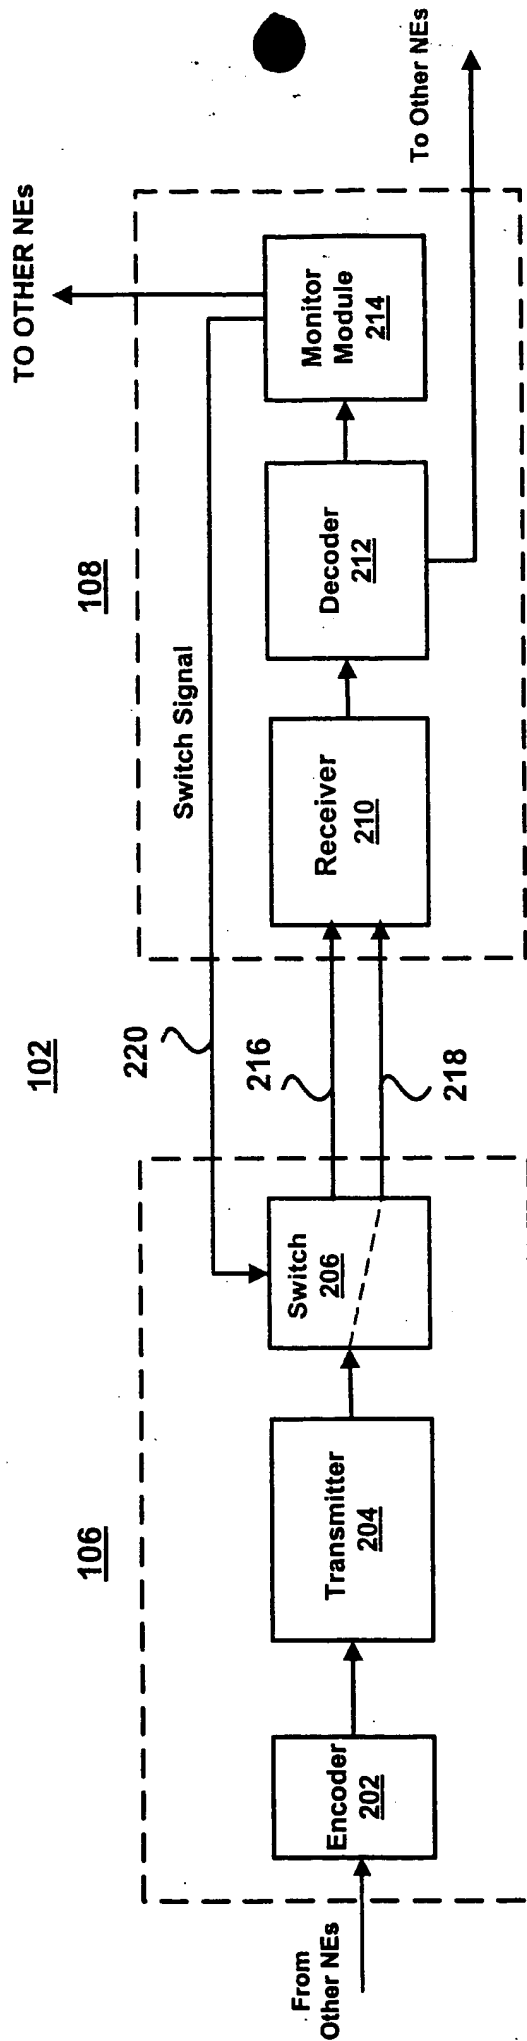 102
106
108
TO OTHER NEs
From
Other NEs
Encoder
202
Transmitter
204
Switch
206
220
216
218
Switch Signal
Receiver
210
Decoder
212
Monitor
Module
214
To Other NEs